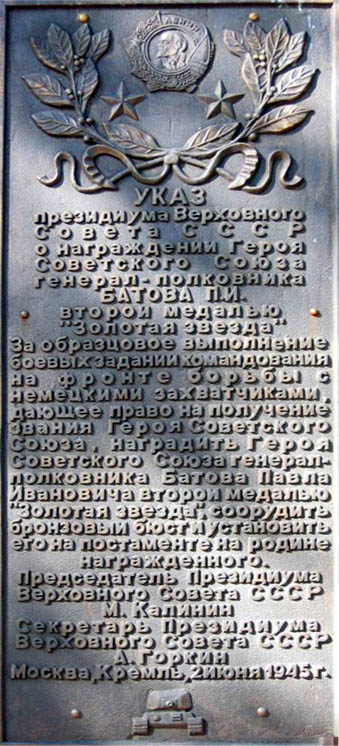 ЛЕНИН
УКАЗ
президиума Верховного
Совета СССР
о награждении Героя
Советского Союза
генерал-полковника
БАТОВА П.И.
второй медалью
"Золотая звезда"
За образцовое выполнение
боевых задании командования
на фронте борьбы с
немецкими захватчиками,
дающее право на получение
звания Героя Советского
Союза, наградить Героя
Советского Союза генерал-
полковника Батова Павла
Ивановича второй медалью
"Золотая звезда", соорудить
бронзовый бюст и установить
его на постаменте на родине
награжденного.
Председатель Президиума
Верховного Совета СССР
М. Калинин
Секретарь Президиума
Верховного Совета СССР
А. Горкин
Москва, Кремль, 2 июня 1945 г.